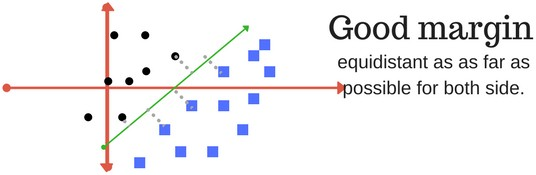 Good margin
equidistant as as far as
possible for both side.